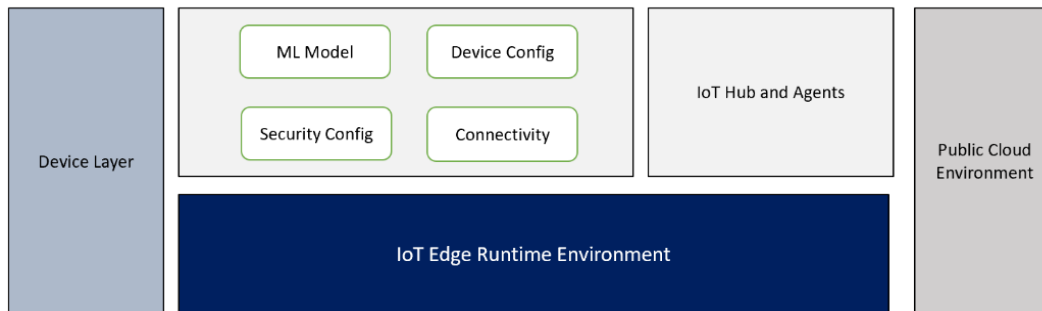 Device Layer
ML Model
Device Config
Security Config
Connectivity
IoT Hub and Agents
IoT Edge Runtime Environment
Public Cloud
Environment